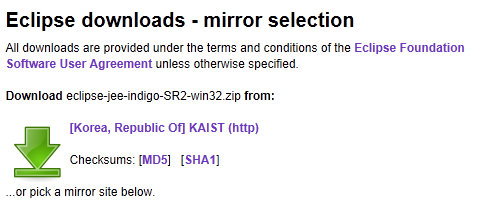 Eclipse downloads - mirror selection
All downloads are provided under the terms and conditions of the Eclipse Foundation
Software User Agreement unless otherwise specified.
Download eclipse-jee-indigo-SR2-win32.zip from:
[Korea, Republic Of] KAIST (http)
Checksums: [MD5] [SHA1]
...or pick a mirror site below.